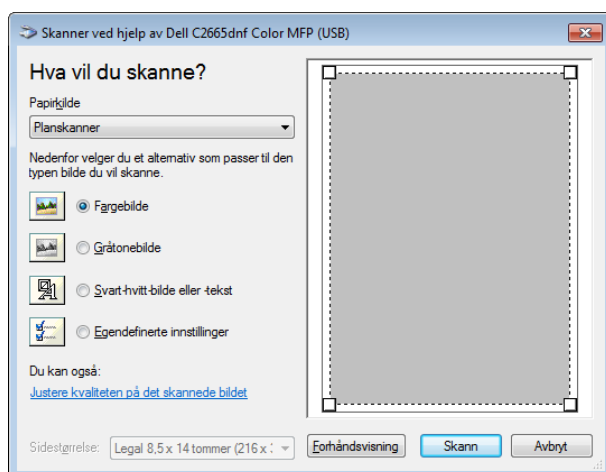 Skanner ved hjelp av Dell C2665dnf Color MFP (USB)
Hva vil du skanne?
Papirkilde
Planskanner
Nedenfor velger du et alternativ som passer til den
typen bilde du vil skanne.
Fargebilde
Gråtonebilde
Svart-hvitt-bilde eller -tekst
Egendefinerte innstillinger
Du kan også:
Justere kvaliteten på det skannede bildet
Sidestørrelse: Legal 8,5 x 14 tommer (216 x
Forhåndsvisning Skann Avbryt